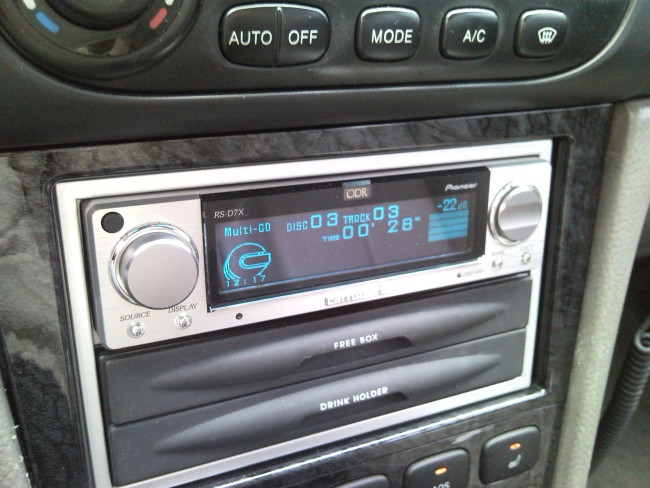 AUTO OFF MODE A/C
ODR
Pioneer
RS-D7X
Multi-CD DISC 03 TRACK 03 -22 dB
TIME 00' 28"
12:17
SOURCE DISPLAY
FREE BOX
DRINK HOLDER